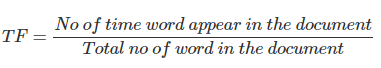 TF = No of time word appear in the document / Total no of word in the document